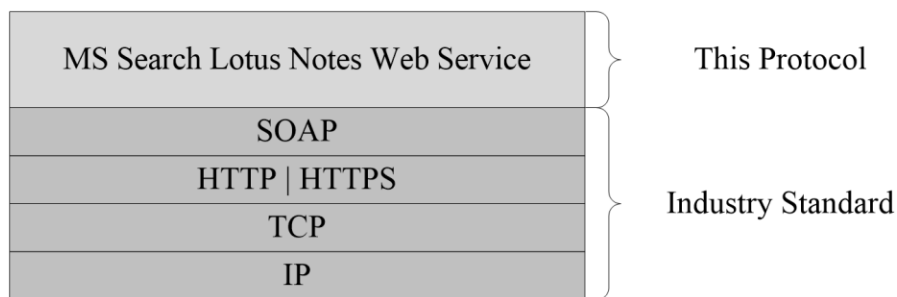 MS Search Lotus Notes Web Service
This Protocol
SOAP
HTTP | HTTPS
Industry Standard
TCP
IP